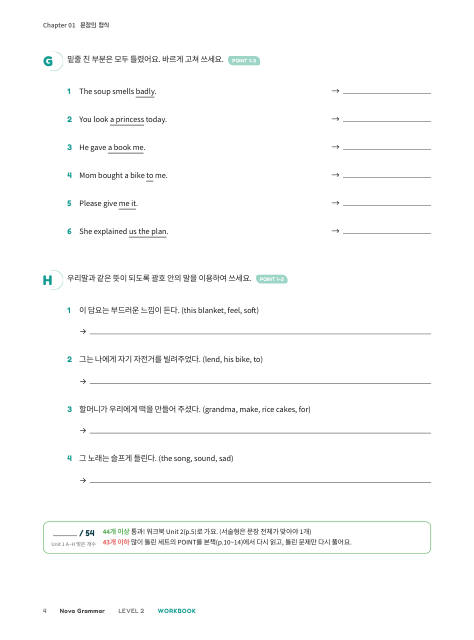 Chapter 01 문장의 형식
G 밑줄 친 부분은 모두 틀렸어요. 바르게 고쳐 쓰세요. POINT 1-3
1 The soup smells badly. →
2 You look a princess today. →
3 He gave a book me. →
4 Mom bought a bike to me. →
5 Please give me it. →
6 She explained us the plan. →
H 우리말과 같은 뜻이 되도록 괄호 안의 말을 이용하여 쓰세요. POINT 1-3
1 이 담요는 부드러운 느낌이 든다. (this blanket, feel, soft)
→
2 그는 나에게 자기 자전거를 빌려주었다. (lend, his bike, to)
→
3 할머니가 우리에게 떡을 만들어 주셨다. (grandma, make, rice cakes, for)
→
4 그 노래는 슬프게 들린다. (the song, sound, sad)
→
/ 54 44개 이상 통과! 워크북 Unit 2(p.5)로 가요. (서술형은 문장 전체가 맞아야 1개)
Unit 1 A-H 맞은 개수 43개 이하 많이 틀린 세트의 POINT를 본책(p.10-14)에서 다시 읽고, 틀린 문제만 다시 풀어요.
4 Nova Grammar LEVEL 2 WORKBOOK